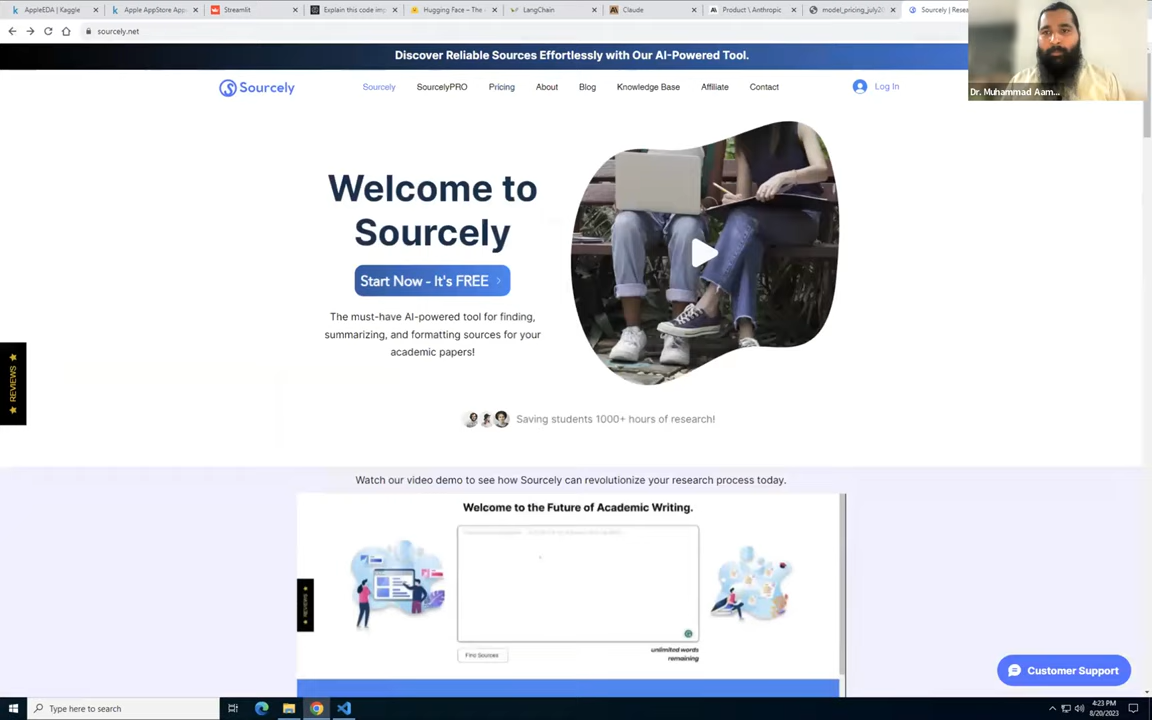 AppleEDA | Kaggle
Apple AppStore App
Streamlit
Explain this code imp
Hugging Face – The
LangChain
Claude
Product \ Anthropic
model_pricing_july2
Sourcely | Rese
sourcely.net
Discover Reliable Sources Effortlessly with Our AI-Powered Tool.
Dr. Muhammad Aam...
Sourcely
Sourcely
SourcelyPRO
Pricing
About
Blog
Knowledge Base
Affiliate
Contact
Log In
Welcome to
Sourcely
Start Now - It's FREE
The must-have AI-powered tool for finding,
summarizing, and formatting sources for your
academic papers!
REVIEWS
Saving students 1000+ hours of research!
Watch our video demo to see how Sourcely can revolutionize your research process today.
Welcome to the Future of Academic Writing.
REVIEWS
Find Sources
unlimited words
remaining
Customer Support
Type here to search
4:23 PM
8/20/2023